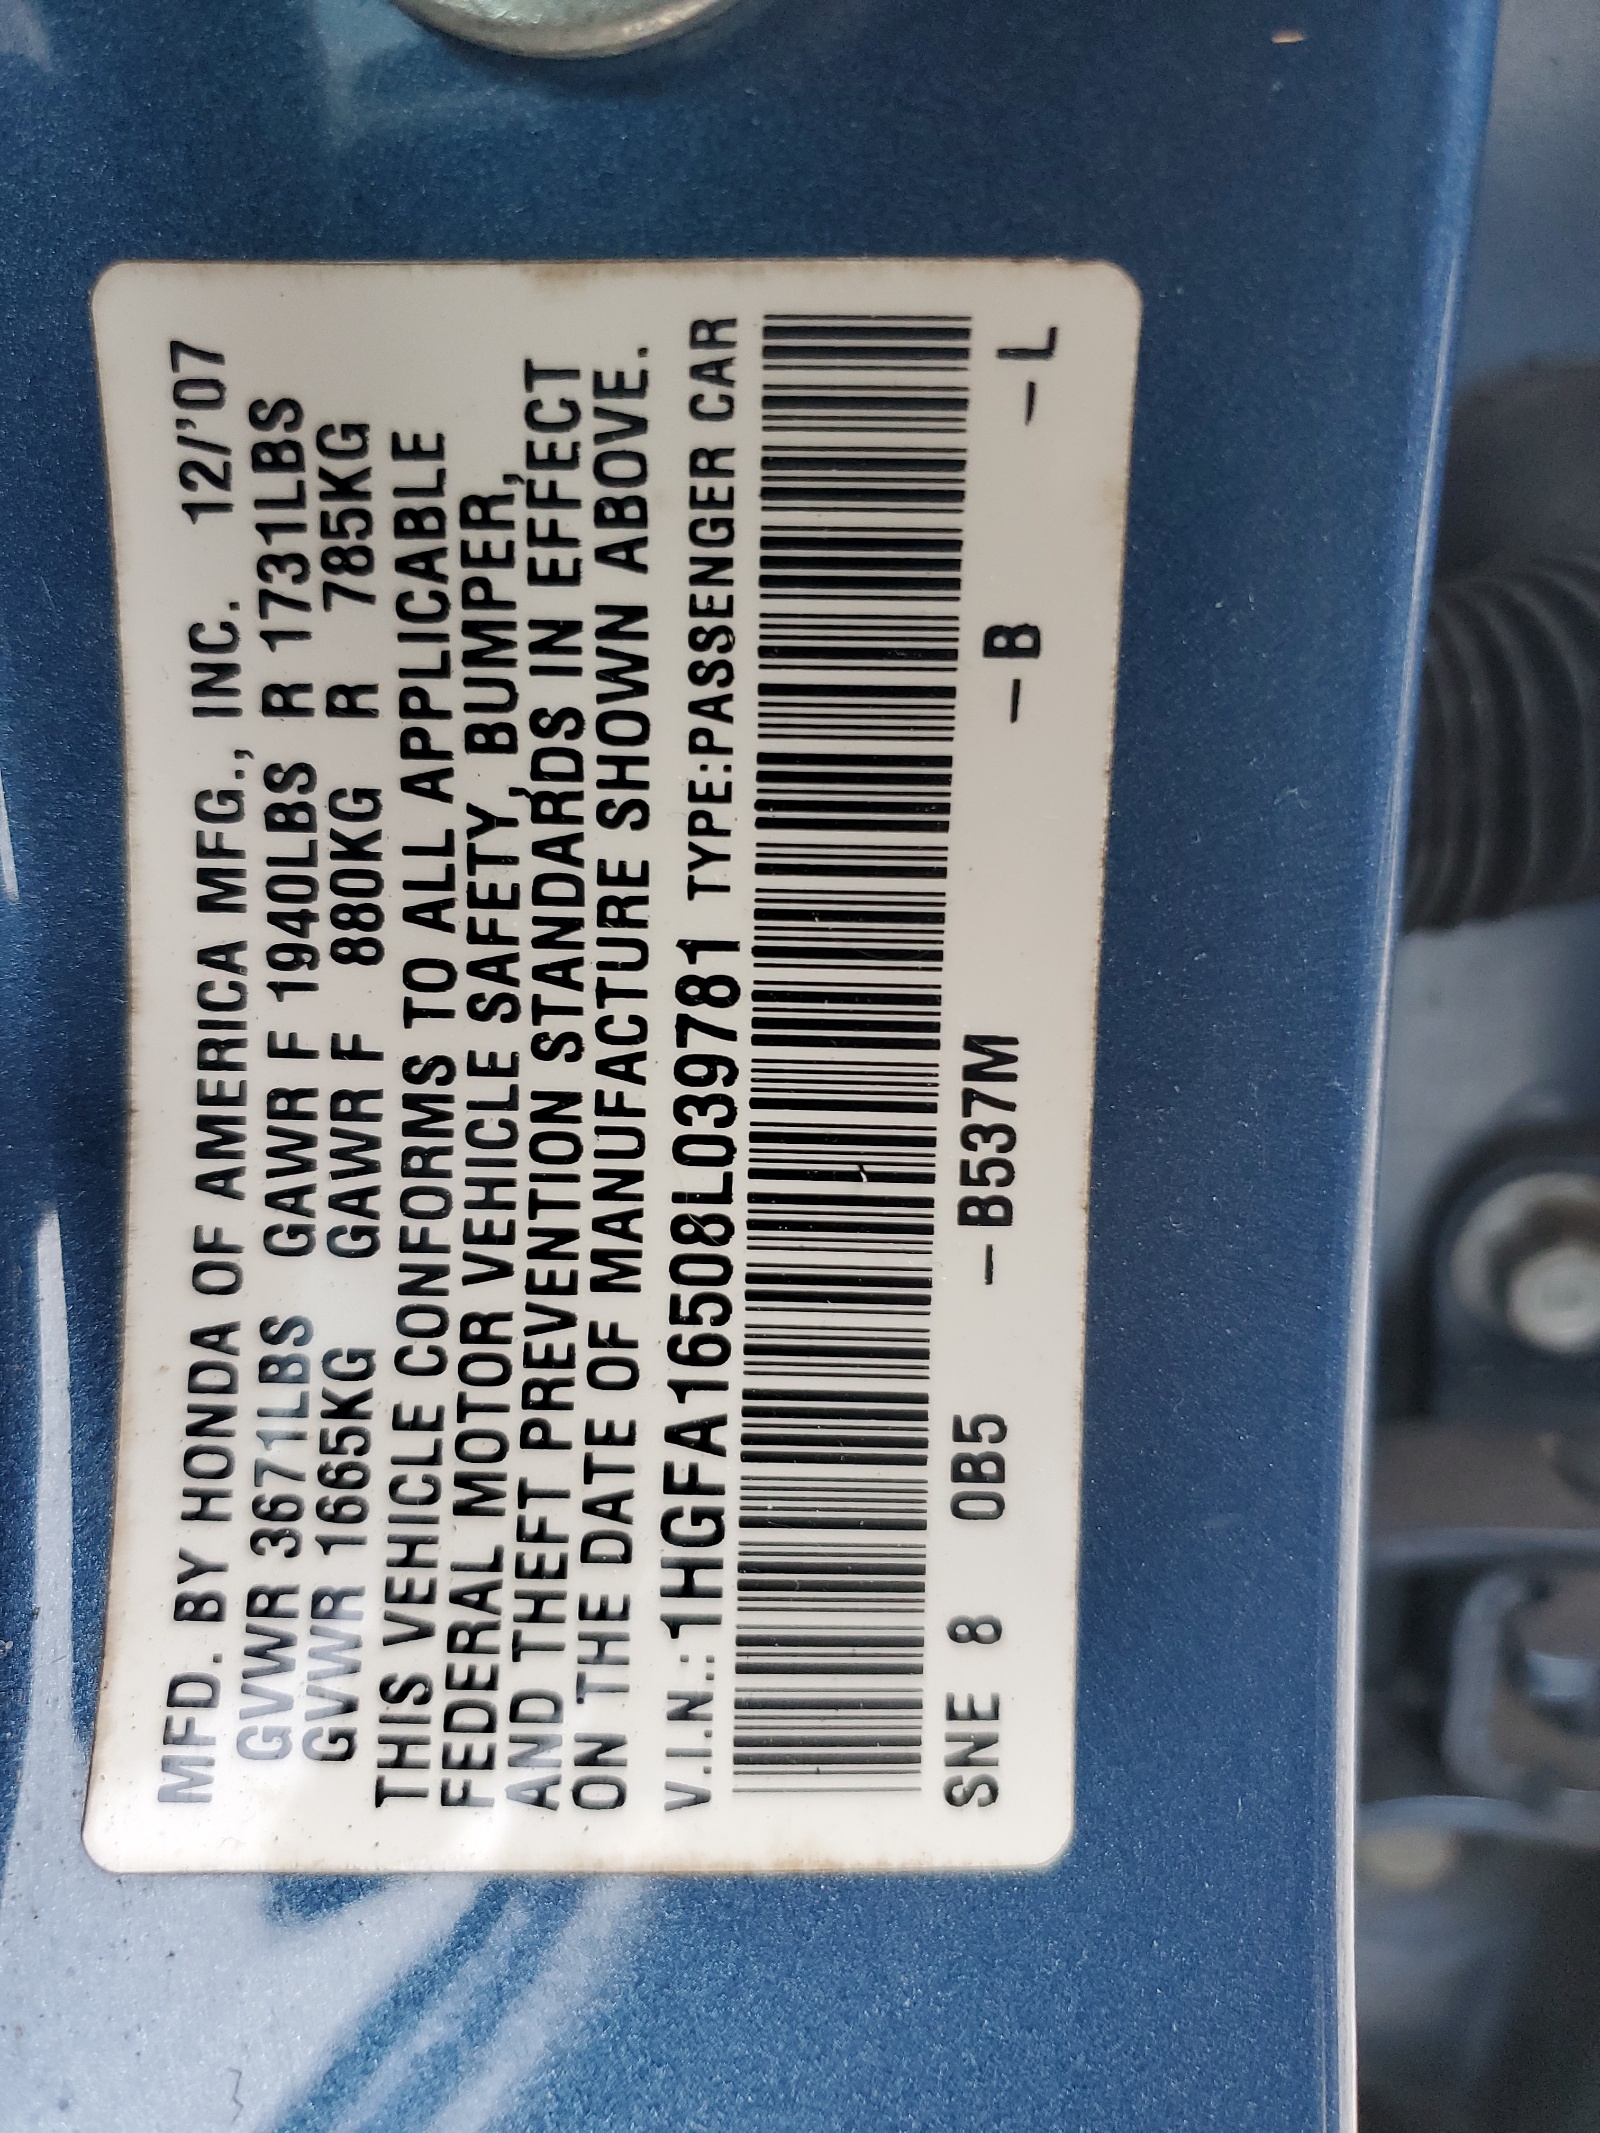 MFD. BY HONDA OF AMERICA MFG., INC. 12/'07
GVWR 3671LBS GAWR F 1940LBS R 1731LBS
GVWR 1665KG GAWR F 880KG R 785KG
THIS VEHICLE CONFORMS TO ALL APPLICABLE
FEDERAL MOTOR VEHICLE SAFETY, BUMPER,
AND THEFT PREVENTION STANDARDS IN EFFECT
ON THE DATE OF MANUFACTURE SHOWN ABOVE.
V.I.N.: 1HGFA16508L039781 TYPE:PASSENGER CAR
SNE 8 0B5 -B537M -B -L